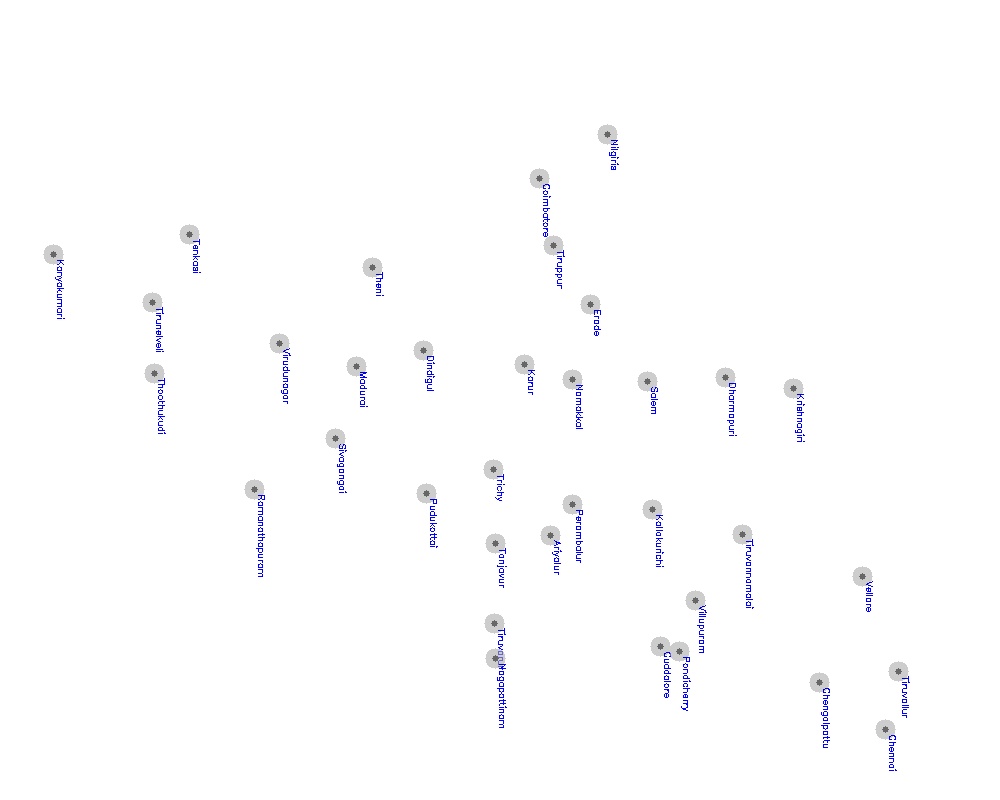 Nilgiris
Coimbatore
Tenkasi
Tiruppur
Kanyakumari
Theni
Tirunelveli
Erode
Virudunagar
Dindigul
Karur
Madurai
Thoothukudi
Dharmapuri
Namakkal
Salem
Krishnagiri
Sivagangai
Trichy
Ramanathapuram
Pudukottai
Perambalur
Kallakurichi
Tiruvannamalai
Ariyalur
Tanjavur
Vellore
Villupuram
Cuddalore
Pondicherry
Nagapattinam
Tiruvallur
Chengalpattu
Chennai